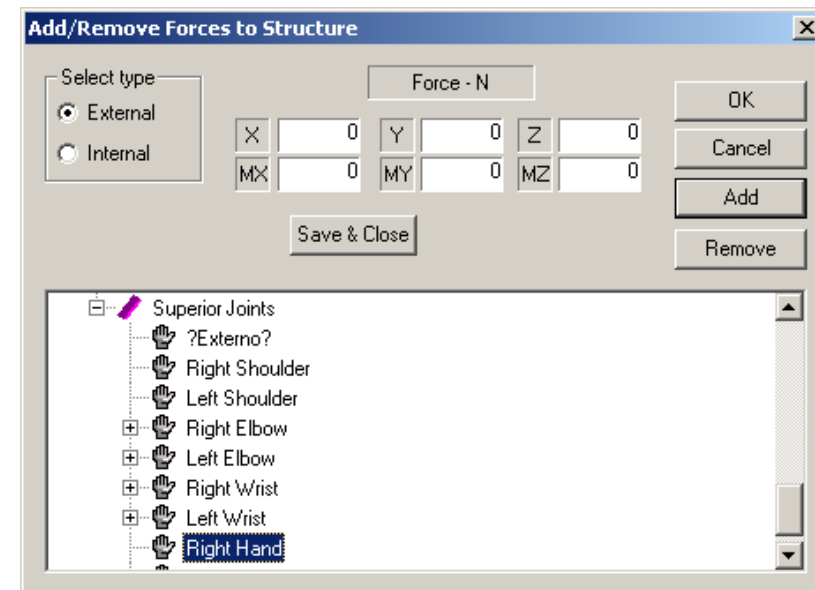 Add/Remove Forces to Structure
Select type
External
Internal
Force - N
X 0 Y 0 Z 0
MX 0 MY 0 MZ 0
Save & Close
OK
Cancel
Add
Remove
Superior Joints
?Externo?
Right Shoulder
Left Shoulder
Right Elbow
Left Elbow
Right Wrist
Left Wrist
Right Hand